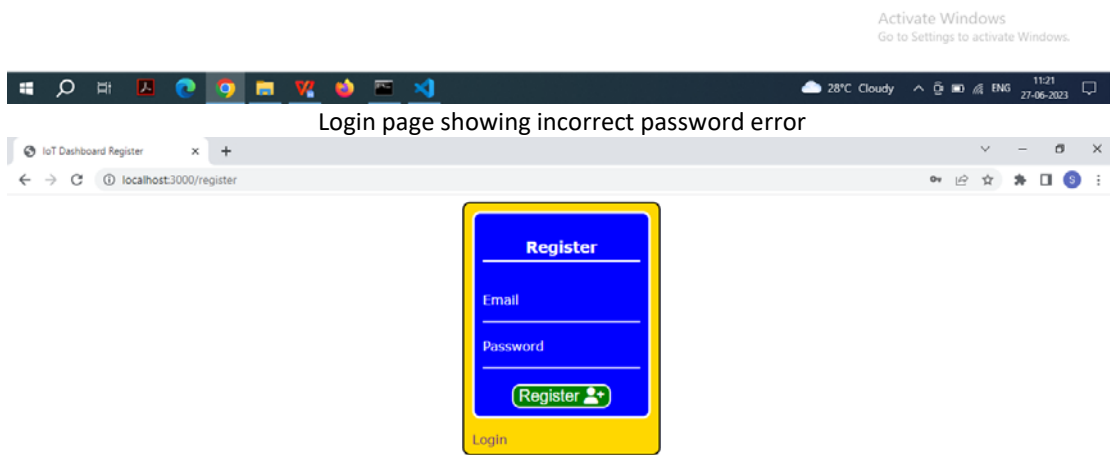 Activate Windows
Go to Settings to activate Windows.
28°C Cloudy ENG 11:21
27-06-2023
Login page showing incorrect password error
IoT Dashboard Register
localhost:3000/register
S
Register
Email
Password
Register
Login